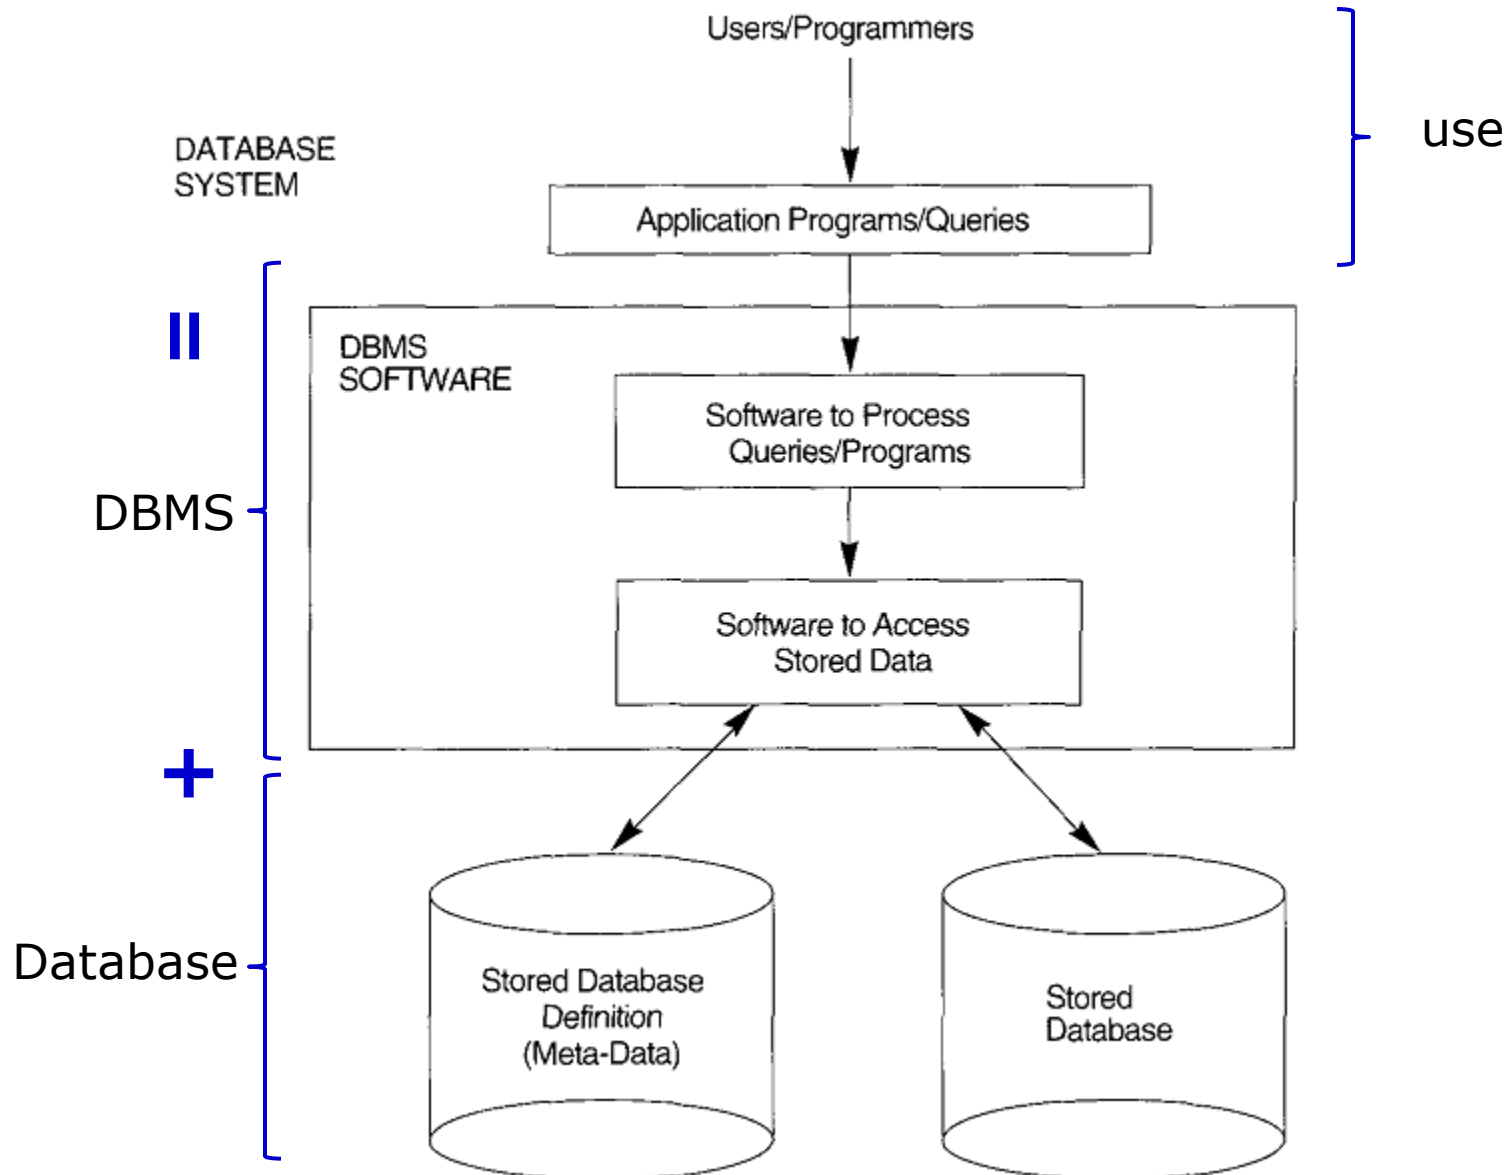 Users/Programmers
use
DATABASE
SYSTEM
Application Programs/Queries
=
DBMS
SOFTWARE
Software to Process
Queries/Programs
DBMS
Software to Access
Stored Data
+
Database
Stored Database
Definition
(Meta-Data)
Stored
Database